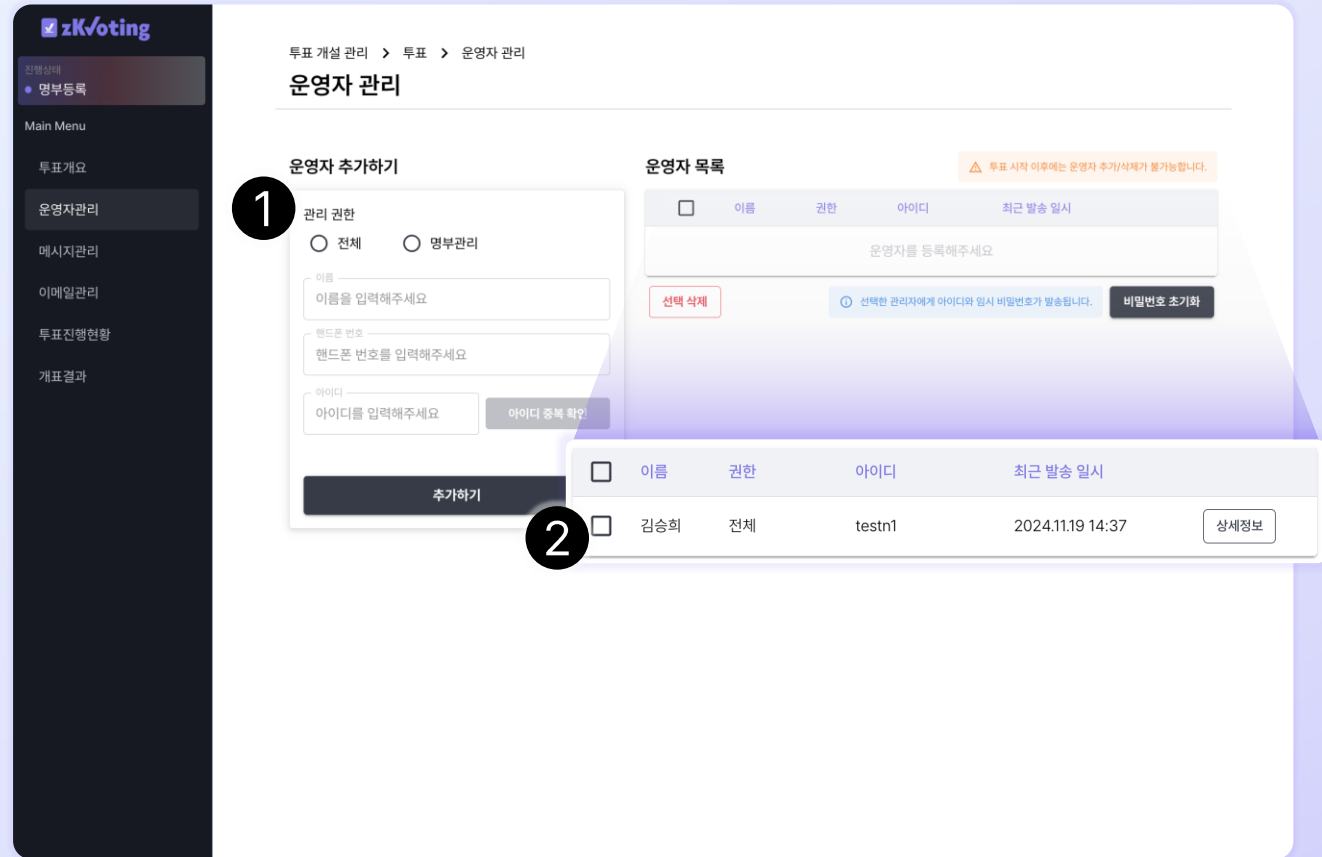 zkVoting
진행상태
명부등록
Main Menu
투표개요
운영자관리
메시지관리
이메일관리
투표진행현황
개표결과
투표 개설 관리 > 투표 > 운영자 관리
운영자 관리
운영자 추가하기
1
관리 권한
전체 명부관리
이름
이름을 입력해주세요
핸드폰 번호
핸드폰 번호를 입력해주세요
아이디
아이디를 입력해주세요 아이디 중복 확인
추가하기
운영자 목록
투표 시작 이후에는 운영자 추가/삭제가 불가능합니다.
이름 권한 아이디 최근 발송 일시
운영자를 등록해주세요
선택 삭제
선택한 관리자에게 아이디와 임시 비밀번호가 발송됩니다.
비밀번호 초기화
2
이름 권한 아이디 최근 발송 일시
김승희 전체 testn1 2024.11.19 14:37 상세정보